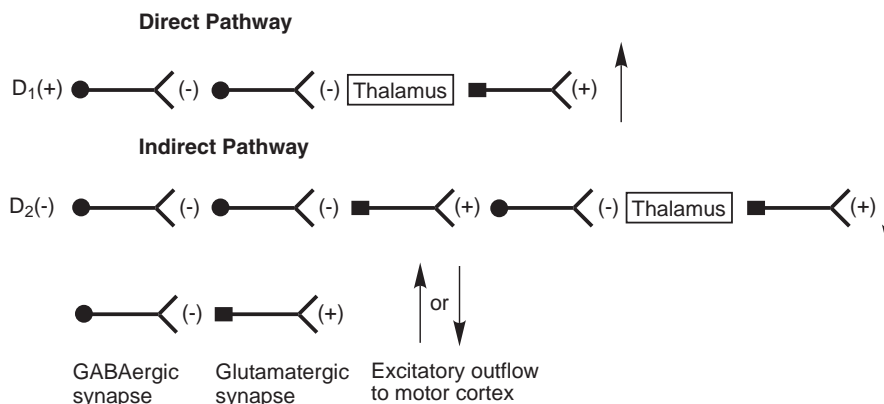 Direct Pathway
D1(+) (-) (-) Thalamus (+)
Indirect Pathway
D2(-) (-) (-) (+) (-) Thalamus (+)
(-) (+) or
GABAergic Glutamatergic Excitatory outflow
synapse synapse to motor cortex